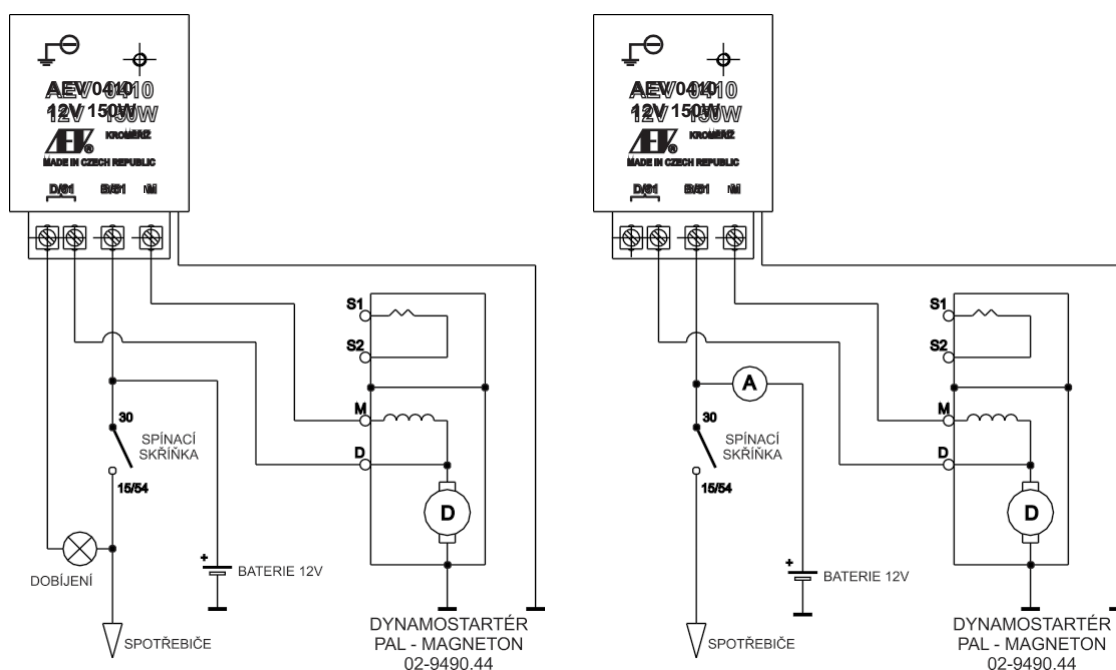 AEV 0410
12V 150W
KROMĚŘÍŽ
AEV®
MADE IN CZECH REPUBLIC
D/61 B/51 M
S1
S2
M
D
D
30
SPÍNACÍ
SKŘÍŇKA
15/54
DOBÍJENÍ
+
BATERIE 12V
SPOTŘEBIČE
DYNAMOSTARTÉR
PAL - MAGNETON
02-9490.44
AEV 0410
12V 150W
KROMĚŘÍŽ
AEV®
MADE IN CZECH REPUBLIC
D/61 B/51 M
S1
S2
A
M
D
D
30
SPÍNACÍ
SKŘÍŇKA
15/54
+
BATERIE 12V
SPOTŘEBIČE
DYNAMOSTARTÉR
PAL - MAGNETON
02-9490.44